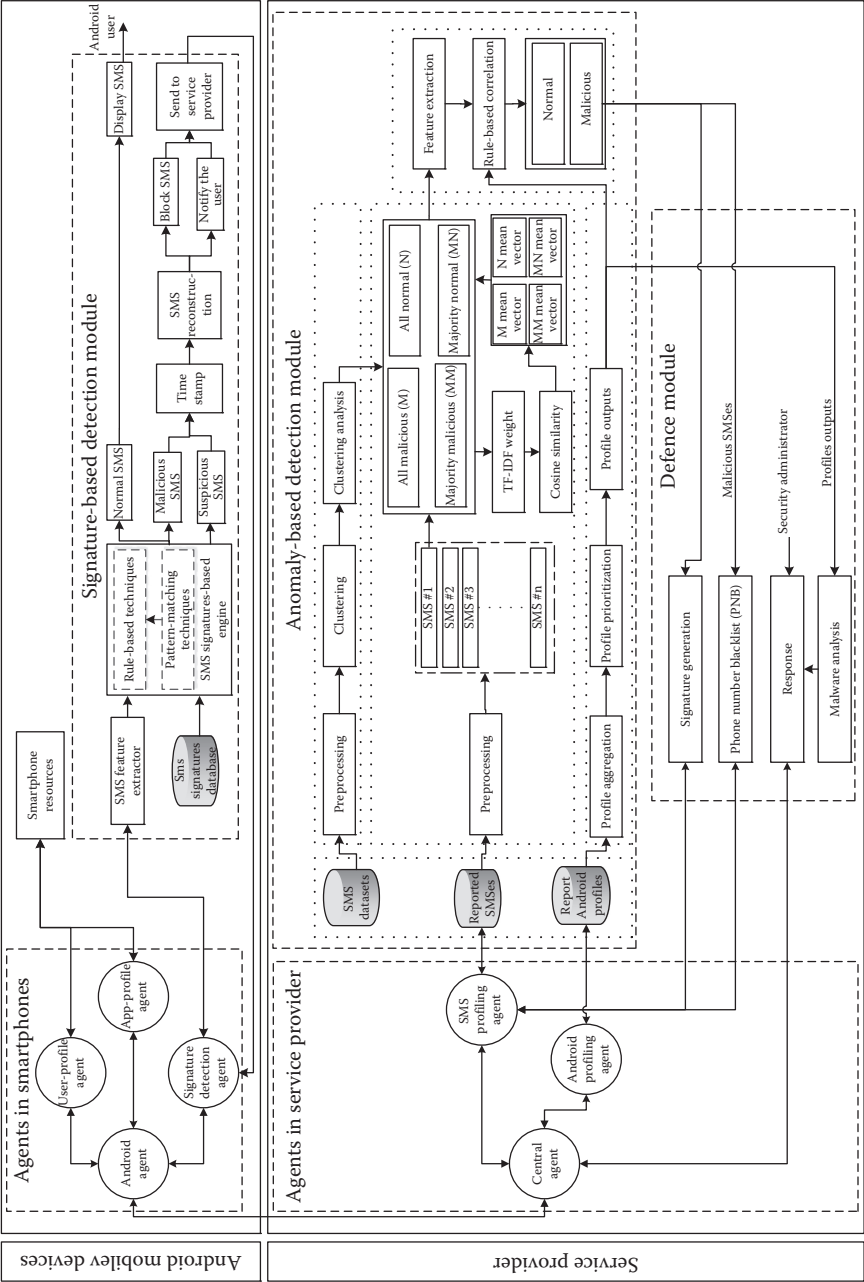 Android mobilev devices
Agents in smartphones
Android
agent
User-profile
agent
App-profile
agent
Signature
detection
agent
Smartphone
resources
Signature-based detection module
SMS feature
extractor
Sms
signatures
database
Rule-based techniques
Pattern-matching
techniques
SMS signatures-based
engine
Normal SMS
Malicious
SMS
Suspicious
SMS
Time
stamp
SMS
reconstruc-
tion
Block SMS
Notify the
user
Display SMS
Send to
service
provider
Android
user
Service provider
Agents in service provider
Central
agent
SMS
profiling
agent
Android
profiling
agent
Anomaly-based detection module
SMS
datasets
Preprocessing
Clustering
Clustering analysis
Reported
SMSes
Preprocessing
SMS #1
SMS #2
SMS #3
SMS #n
All malicious (M)
All normal (N)
Majority malicious (MM)
Majority normal (MN)
TF-IDF weight
Cosine similarity
M mean
vector
N mean
vector
MM mean
vector
MN mean
vector
Feature extraction
Rule-based correlation
Normal
Malicious
Report
Android
profiles
Profile aggregation
Profile prioritization
Profile outputs
Defence module
Signature generation
Phone number blacklist (PNB)
Malicious SMSes
Response
Security administrator
Malware analysis
Profiles outputs